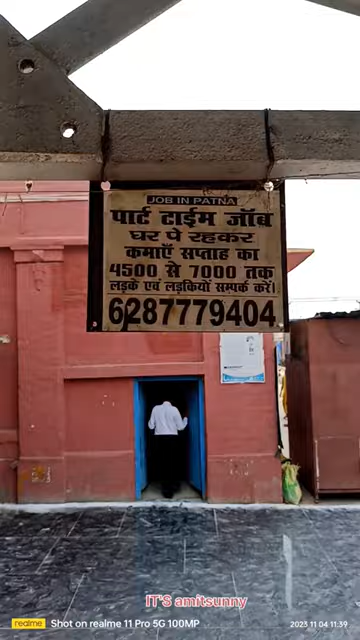 JOB IN PATNA
पार्ट टाईम जॉब
घर पे रहकर
कमाऍं सप्ताह का
4500 से 7000 तक
लड़के एवं लड़कियाँ सम्पर्क करें।
6287779404
IT'S amitsunny
realme Shot on realme 11 Pro 5G 100MP
2023 11 04 11:39